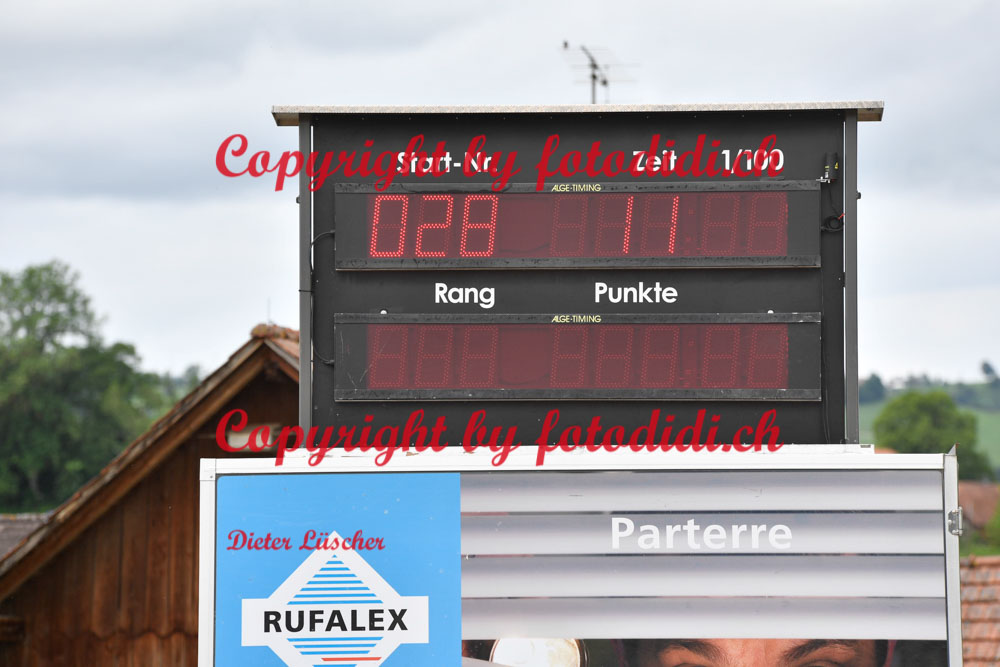 Copyright by fotodidi.ch
Start-Nr. Zeit 1/100
ALGE-TIMING
028 11
Rang Punkte
ALGE-TIMING
Copyright by fotodidi.ch
Parterre
Dieter Lüscher
RUFALEX